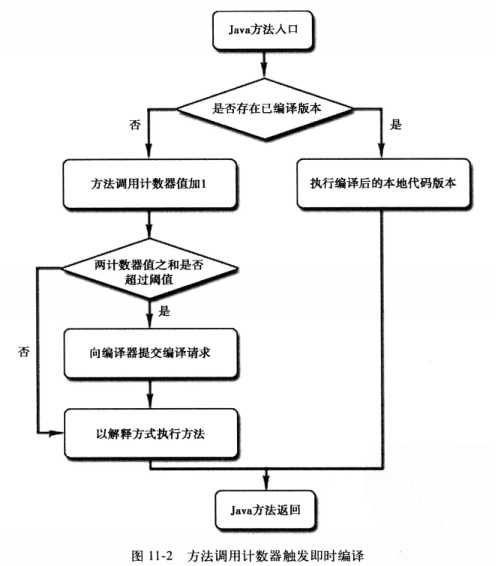 Java方法入口
是否存在已编译版本
否
是
方法调用计数器值加1
执行编译后的本地代码版本
两计数器值之和是否
超过阈值
是
否
向编译器提交编译请求
以解释方式执行方法
Java方法返回
图 11-2 方法调用计数器触发即时编译